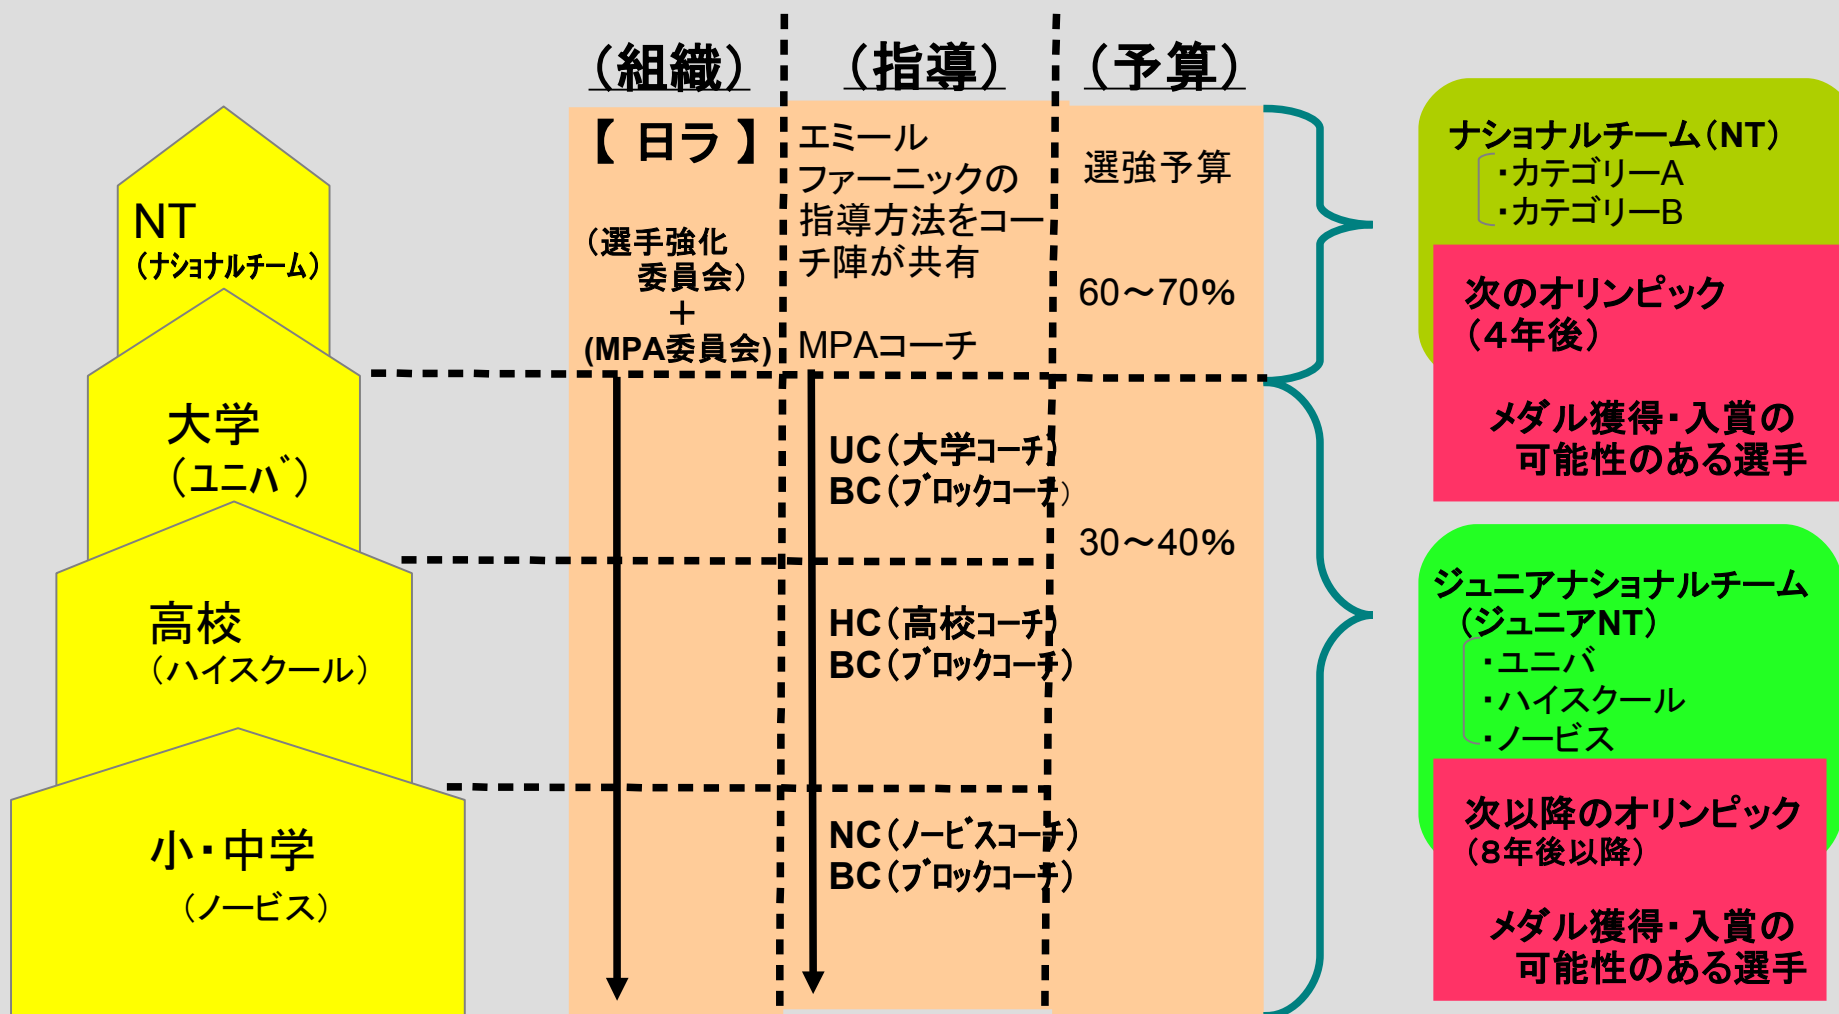 （組織）
（指導）
（予算）
NT
（ナショナルチーム）
大学
（ユニバ）
高校
（ハイスクール）
小・中学
（ノービス）
【 日ラ 】
（選手強化
委員会）
＋
(MPA委員会)
エミール
ファーニックの
指導方法をコー
チ陣が共有
MPAコーチ
UC（大学コーチ）
BC（ブロックコーチ）
HC（高校コーチ）
BC（ブロックコーチ）
NC（ノービスコーチ）
BC（ブロックコーチ）
選強予算
60～70%
30～40%
ナショナルチーム（NT）
・カテゴリーA
・カテゴリーB
次のオリンピック
（４年後）
メダル獲得・入賞の
可能性のある選手
ジュニアナショナルチーム
（ジュニアNT）
・ユニバ
・ハイスクール
・ノービス
次以降のオリンピック
（８年後以降）
メダル獲得・入賞の
可能性のある選手